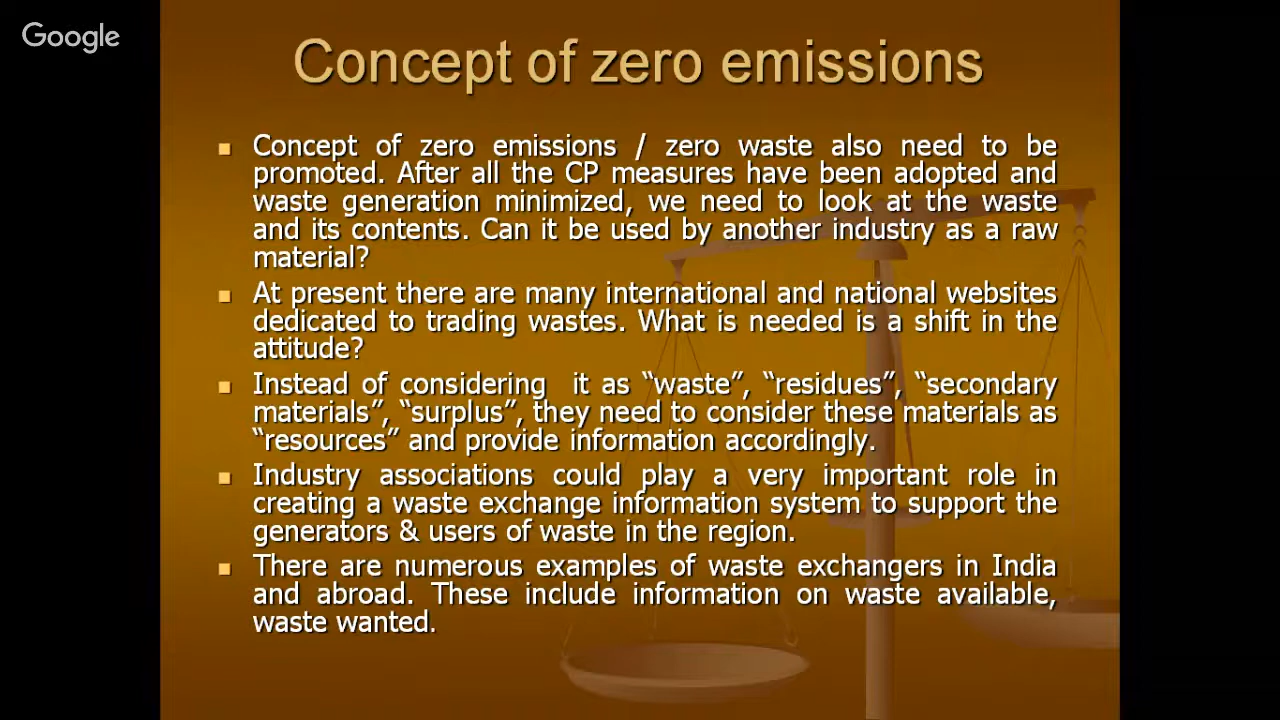 Google
Concept of zero emissions
▪ Concept of zero emissions / zero waste also need to be
promoted. After all the CP measures have been adopted and
waste generation minimized, we need to look at the waste
and its contents. Can it be used by another industry as a raw
material?
▪ At present there are many international and national websites
dedicated to trading wastes. What is needed is a shift in the
attitude?
▪ Instead of considering it as “waste”, “residues”, “secondary
materials”, “surplus”, they need to consider these materials as
“resources” and provide information accordingly.
▪ Industry associations could play a very important role in
creating a waste exchange information system to support the
generators & users of waste in the region.
▪ There are numerous examples of waste exchangers in India
and abroad. These include information on waste available,
waste wanted.